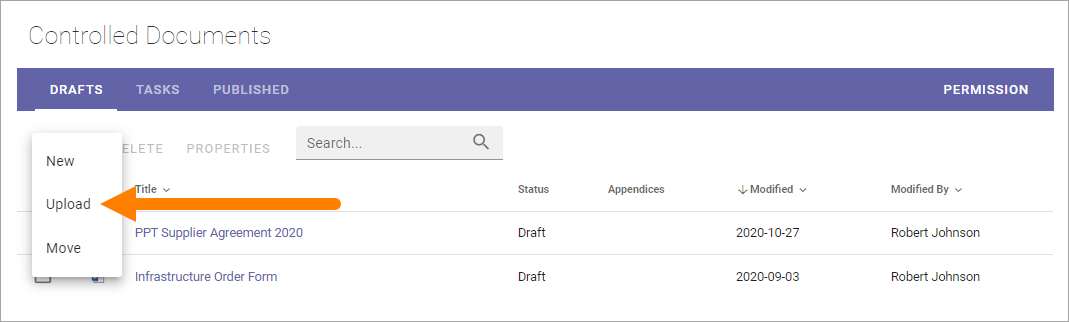 Controlled Documents
DRAFTS TASKS PUBLISHED PERMISSION
ELETE PROPERTIES Search...
New
Title Status Appendices Modified Modified By
Upload
PPT Supplier Agreement 2020 Draft 2020-10-27 Robert Johnson
Move
Infrastructure Order Form Draft 2020-09-03 Robert Johnson